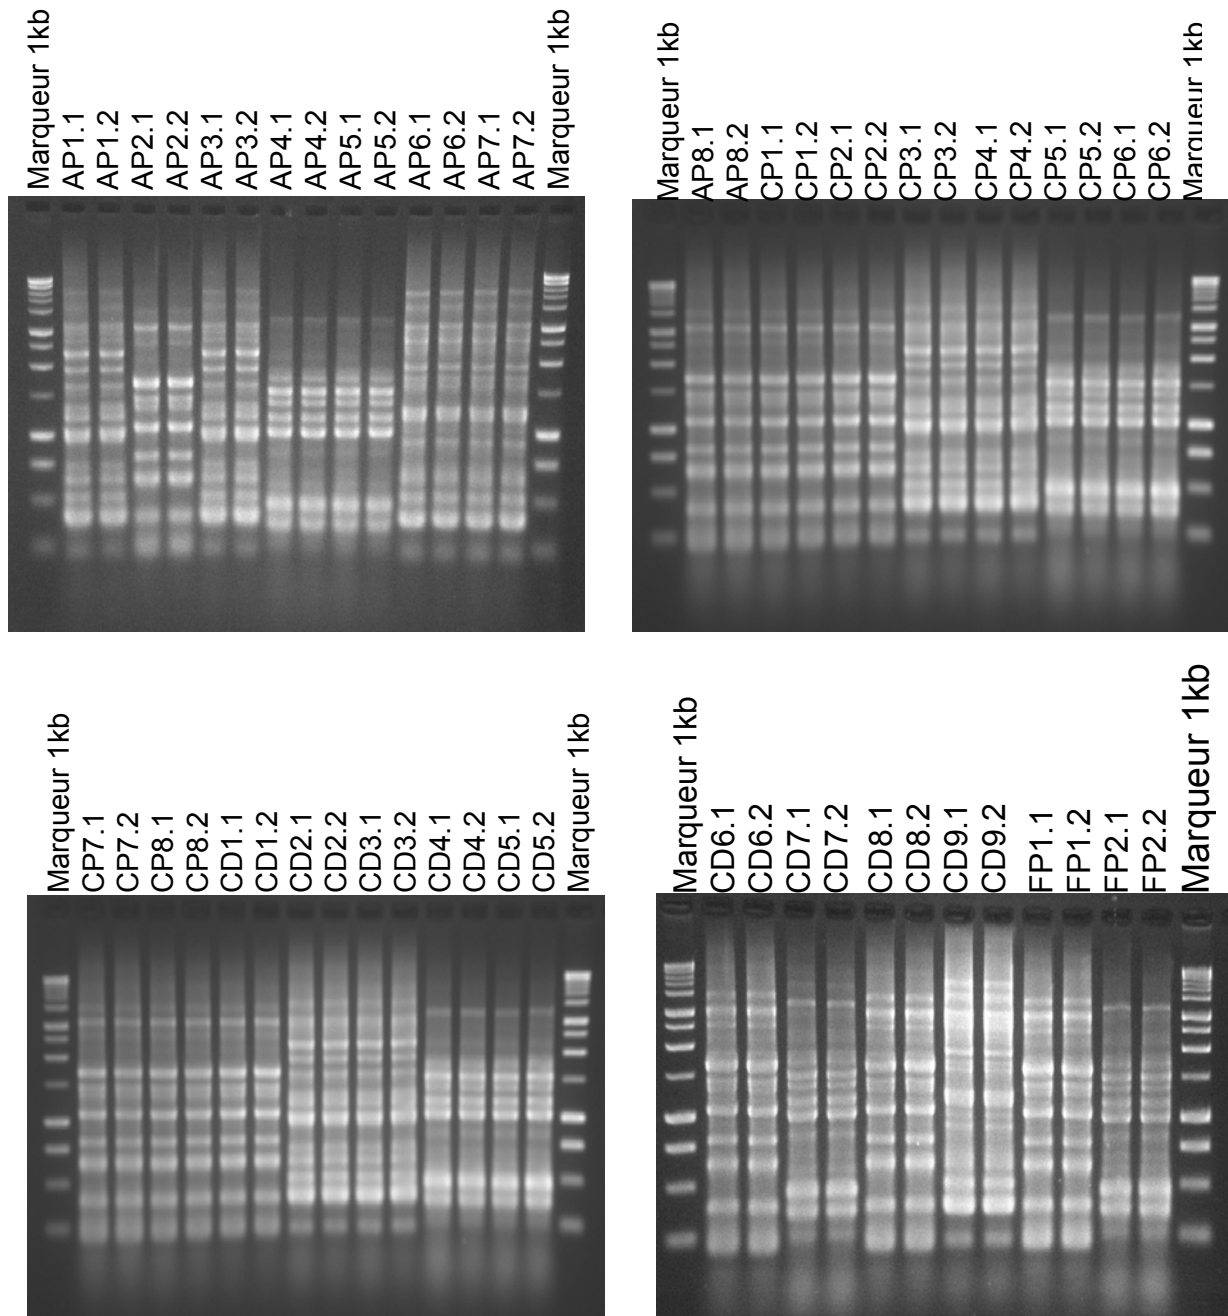 Marqueur 1kb
AP1.1
AP1.2
AP2.1
AP2.2
AP3.1
AP3.2
AP4.1
AP4.2
AP5.1
AP5.2
AP6.1
AP6.2
AP7.1
AP7.2
Marqueur 1kb
Marqueur 1kb
AP8.1
AP8.2
CP1.1
CP1.2
CP2.1
CP2.2
CP3.1
CP3.2
CP4.1
CP4.2
CP5.1
CP5.2
CP6.1
CP6.2
Marqueur 1kb
Marqueur 1kb
CP7.1
CP7.2
CP8.1
CP8.2
CD1.1
CD1.2
CD2.1
CD2.2
CD3.1
CD3.2
CD4.1
CD4.2
CD5.1
CD5.2
Marqueur 1kb
Marqueur 1kb
CD6.1
CD6.2
CD7.1
CD7.2
CD8.1
CD8.2
CD9.1
CD9.2
FP1.1
FP1.2
FP2.1
FP2.2
Marqueur 1kb